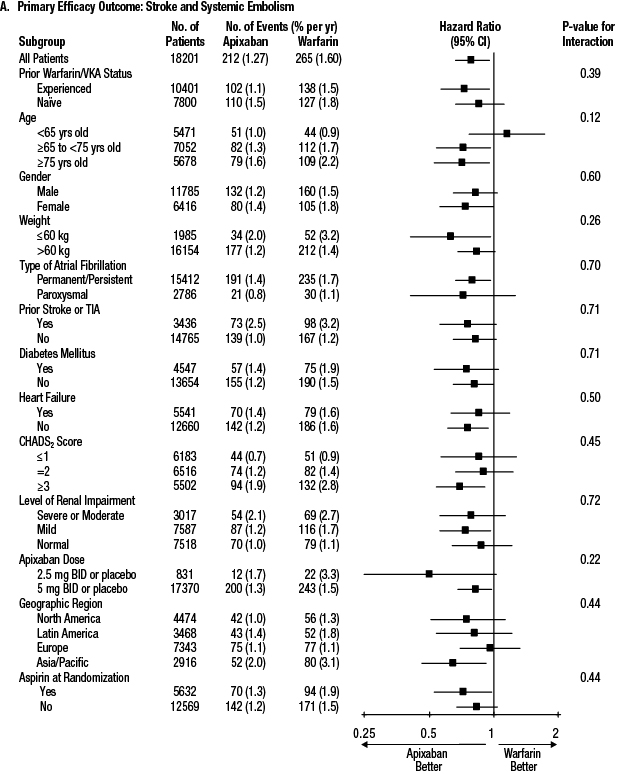 A. Primary Efficacy Outcome: Stroke and Systemic Embolism
No. of No. of Events (% per yr) Hazard Ratio P-value for
Subgroup Patients Apixaban Warfarin (95% CI) Interaction
All Patients 18201 212 (1.27) 265 (1.60)
Prior Warfarin/VKA Status 0.39
Experienced 10401 102 (1.1) 138 (1.5)
Naïve 7800 110 (1.5) 127 (1.8)
Age 0.12
<65 yrs old 5471 51 (1.0) 44 (0.9)
≥65 to <75 yrs old 7052 82 (1.3) 112 (1.7)
≥75 yrs old 5678 79 (1.6) 109 (2.2)
Gender 0.60
Male 11785 132 (1.2) 160 (1.5)
Female 6416 80 (1.4) 105 (1.8)
Weight 0.26
≤60 kg 1985 34 (2.0) 52 (3.2)
>60 kg 16154 177 (1.2) 212 (1.4)
Type of Atrial Fibrillation 0.70
Permanent/Persistent 15412 191 (1.4) 235 (1.7)
Paroxysmal 2786 21 (0.8) 30 (1.1)
Prior Stroke or TIA 0.71
Yes 3436 73 (2.5) 98 (3.2)
No 14765 139 (1.0) 167 (1.2)
Diabetes Mellitus 0.71
Yes 4547 57 (1.4) 75 (1.9)
No 13654 155 (1.2) 190 (1.5)
Heart Failure 0.50
Yes 5541 70 (1.4) 79 (1.6)
No 12660 142 (1.2) 186 (1.6)
CHADS₂ Score 0.45
≤1 6183 44 (0.7) 51 (0.9)
=2 6516 74 (1.2) 82 (1.4)
≥3 5502 94 (1.9) 132 (2.8)
Level of Renal Impairment 0.72
Severe or Moderate 3017 54 (2.1) 69 (2.7)
Mild 7587 87 (1.2) 116 (1.7)
Normal 7518 70 (1.0) 79 (1.1)
Apixaban Dose 0.22
2.5 mg BID or placebo 831 12 (1.7) 22 (3.3)
5 mg BID or placebo 17370 200 (1.3) 243 (1.5)
Geographic Region 0.44
North America 4474 42 (1.0) 56 (1.3)
Latin America 3468 43 (1.4) 52 (1.8)
Europe 7343 75 (1.1) 77 (1.1)
Asia/Pacific 2916 52 (2.0) 80 (3.1)
Aspirin at Randomization 0.44
Yes 5632 70 (1.3) 94 (1.9)
No 12569 142 (1.2) 171 (1.5)
0.25 0.5 1 2
Apixaban Warfarin
Better Better